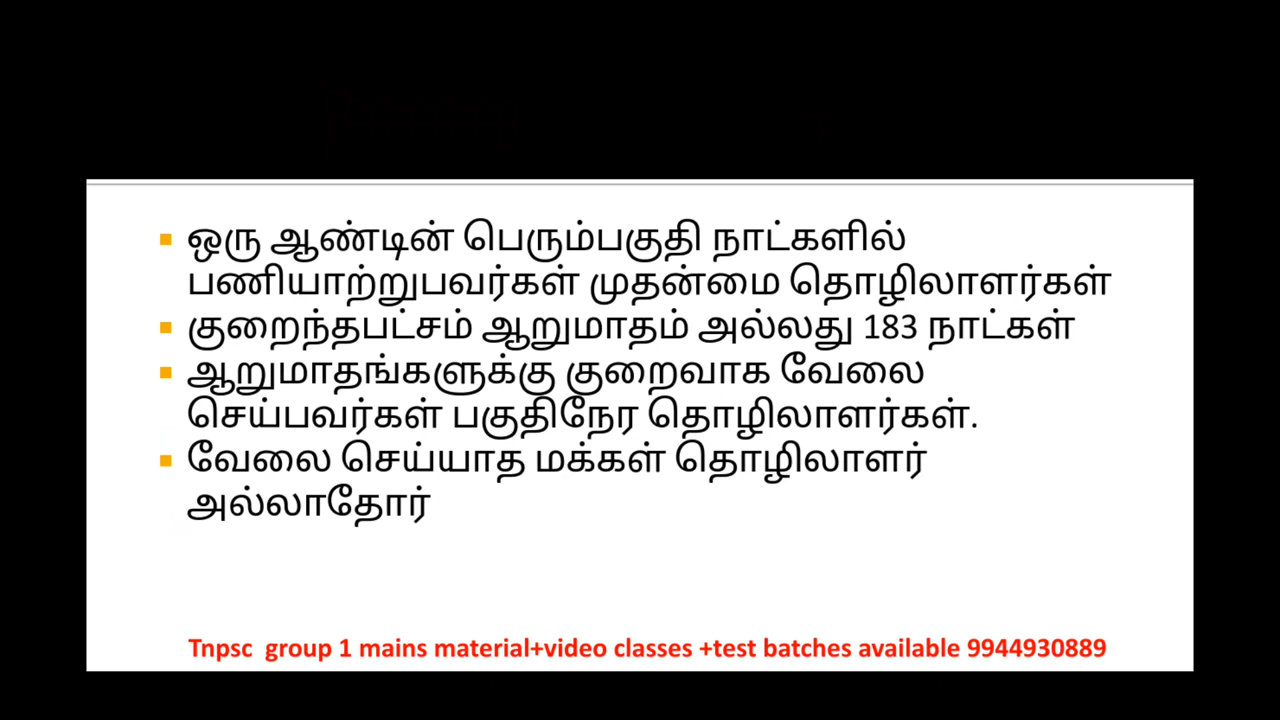 ஒரு ஆண்டின் பெரும்பகுதி நாட்களில்
பணியாற்றுபவர்கள் முதன்மை தொழிலாளர்கள்
குறைந்தபட்சம் ஆறுமாதம் அல்லது 183 நாட்கள்
ஆறுமாதங்களுக்கு குறைவாக வேலை
செய்பவர்கள் பகுதிநேர தொழிலாளர்கள்.
வேலை செய்யாத மக்கள் தொழிலாளர்
அல்லாதோர்
Tnpsc group 1 mains material+video classes +test batches available 9944930889